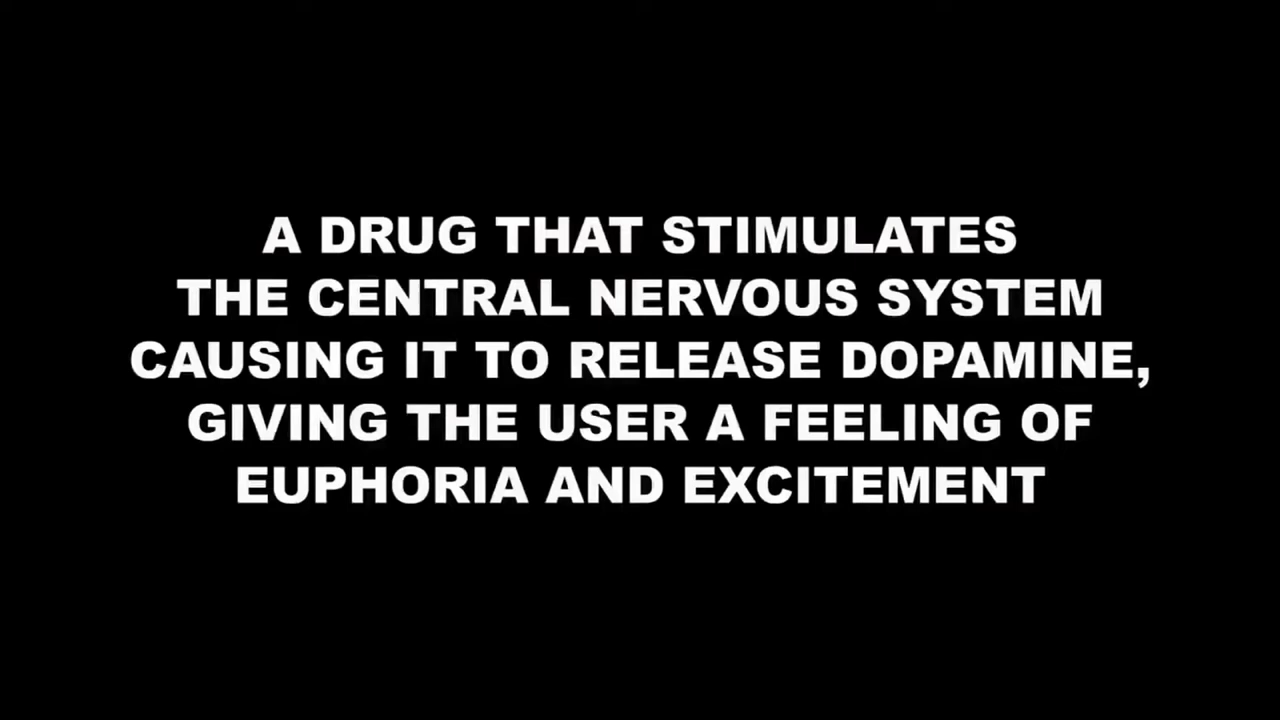 A DRUG THAT STIMULATES
THE CENTRAL NERVOUS SYSTEM
CAUSING IT TO RELEASE DOPAMINE,
GIVING THE USER A FEELING OF
EUPHORIA AND EXCITEMENT